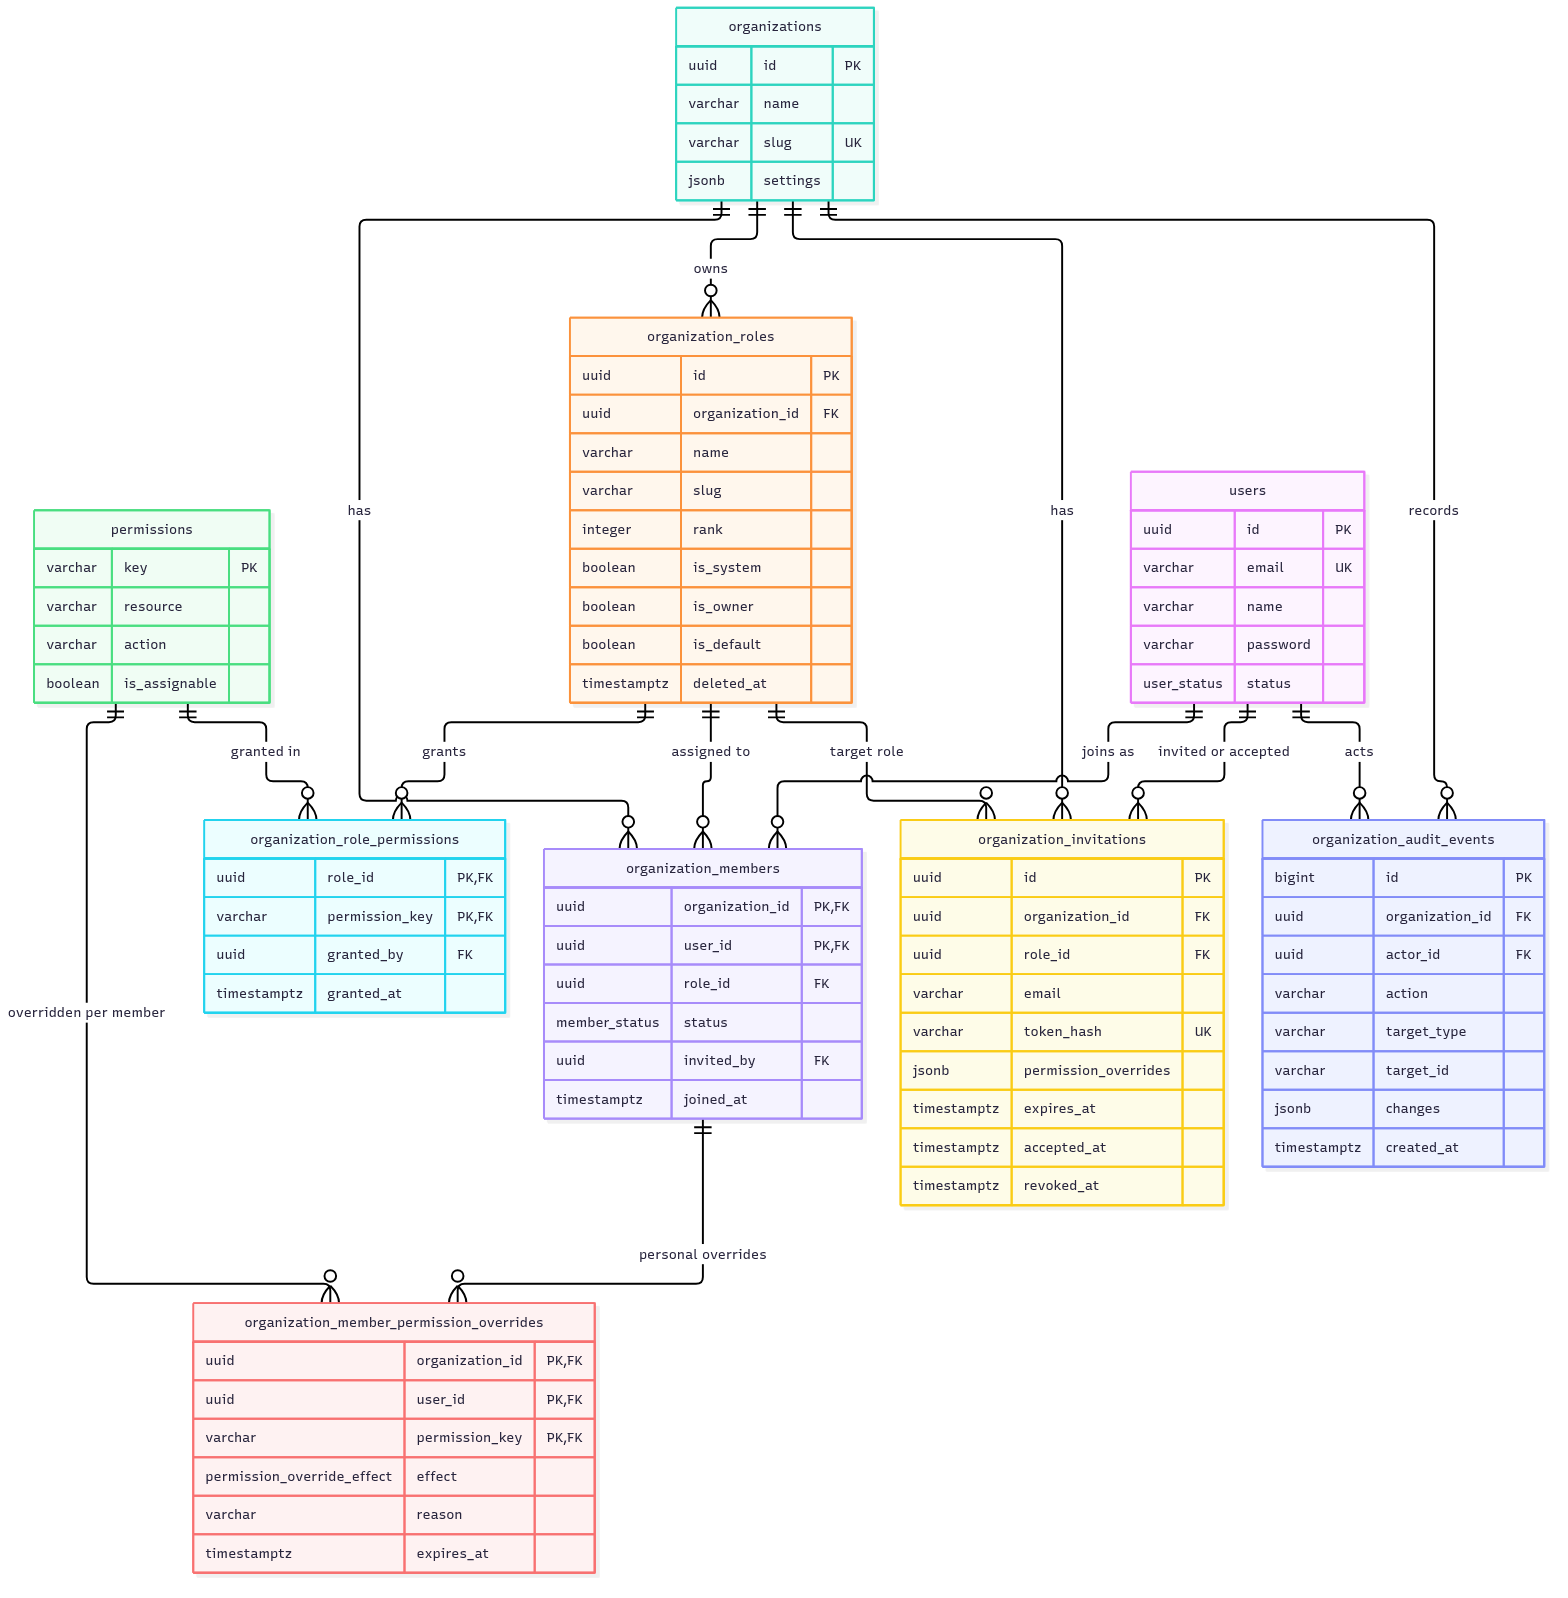 organizations
uuid id PK
varchar name
varchar slug UK
jsonb settings
owns
organization_roles
uuid id PK
uuid organization_id FK
varchar name
varchar slug
integer rank
boolean is_system
boolean is_owner
boolean is_default
timestamptz deleted_at
users
uuid id PK
varchar email UK
varchar name
varchar password
user_status status
has
has
records
permissions
varchar key PK
varchar resource
varchar action
boolean is_assignable
granted in
grants
assigned to
target role
joins as
invited or accepted
acts
organization_role_permissions
uuid role_id PK,FK
varchar permission_key PK,FK
uuid granted_by FK
timestamptz granted_at
organization_members
uuid organization_id PK,FK
uuid user_id PK,FK
uuid role_id FK
member_status status
uuid invited_by FK
timestamptz joined_at
organization_invitations
uuid id PK
uuid organization_id FK
uuid role_id FK
varchar email
varchar token_hash UK
jsonb permission_overrides
timestamptz expires_at
timestamptz accepted_at
timestamptz revoked_at
organization_audit_events
bigint id PK
uuid organization_id FK
uuid actor_id FK
varchar action
varchar target_type
varchar target_id
jsonb changes
timestamptz created_at
overridden per member
personal overrides
organization_member_permission_overrides
uuid organization_id PK,FK
uuid user_id PK,FK
varchar permission_key PK,FK
permission_override_effect effect
varchar reason
timestamptz expires_at